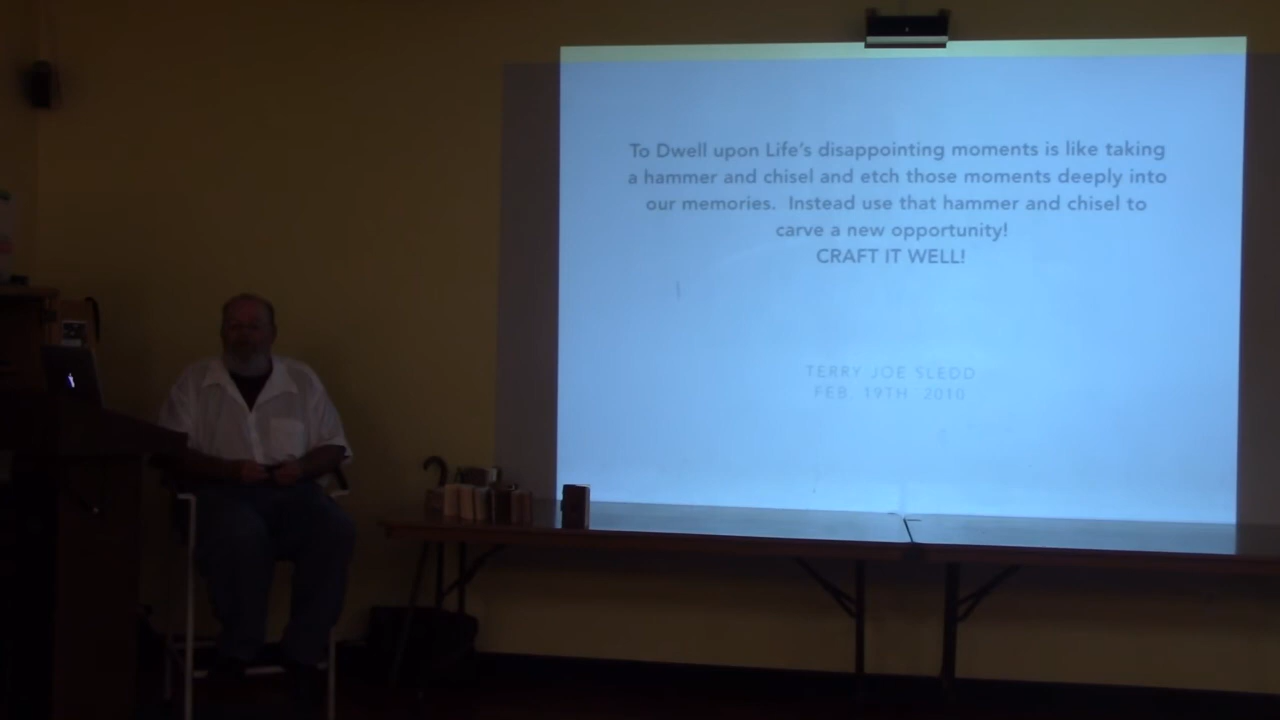 To Dwell upon Life's disappointing moments is like taking
a hammer and chisel and etch those moments deeply into
our memories.  Instead use that hammer and chisel to
carve a new opportunity!
CRAFT IT WELL!
TERRY JOE SLEDD
FEB. 19TH 2010